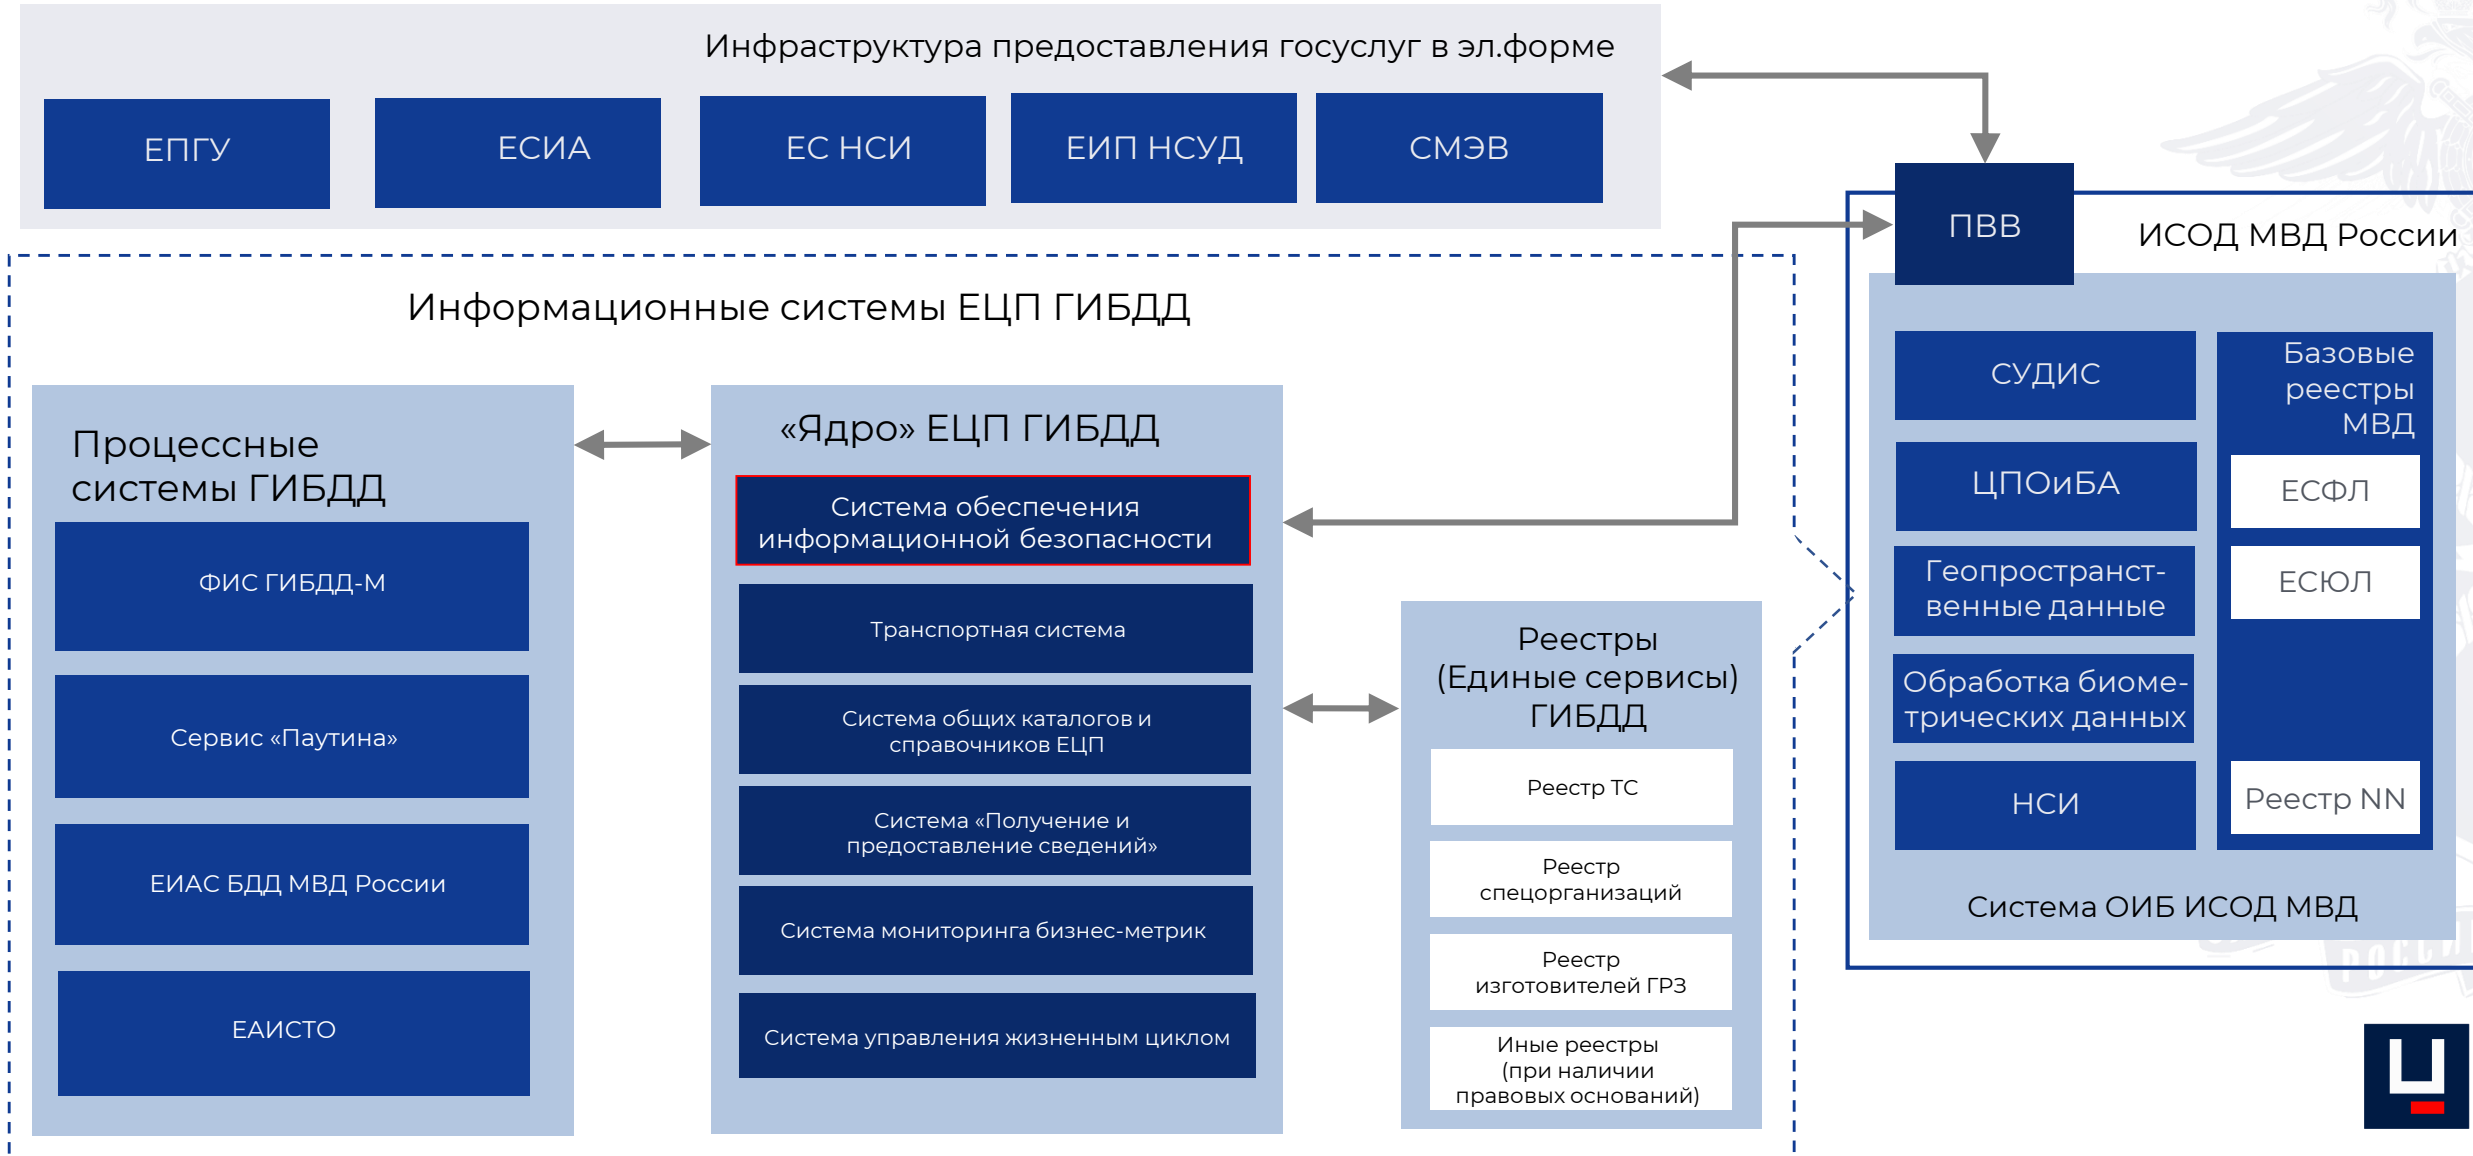 Инфраструктура предоставления госуслуг в эл.форме
ЕПГУ
ЕСИА
ЕС НСИ
ЕИП НСУД
СМЭВ
ПВВ
ИСОД МВД России
Информационные системы ЕЦП ГИБДД
Процессные
системы ГИБДД
ФИС ГИБДД-М
Сервис «Паутина»
ЕИАС БДД МВД России
ЕАИСТО
«Ядро» ЕЦП ГИБДД
Система обеспечения
информационной безопасности
Транспортная система
Система общих каталогов и
справочников ЕЦП
Система «Получение и
предоставление сведений»
Система мониторинга бизнес-метрик
Система управления жизненным циклом
Реестры
(Единые сервисы)
ГИБДД
Реестр ТС
Реестр
спецорганизаций
Реестр
изготовителей ГРЗ
Иные реестры
(при наличии
правовых оснований)
СУДИС
ЦПОиБА
Геопространст-
венные данные
Обработка биоме-
трических данных
НСИ
Базовые
реестры
МВД
ЕСФЛ
ЕСЮЛ
Реестр NN
Система ОИБ ИСОД МВД
Ц